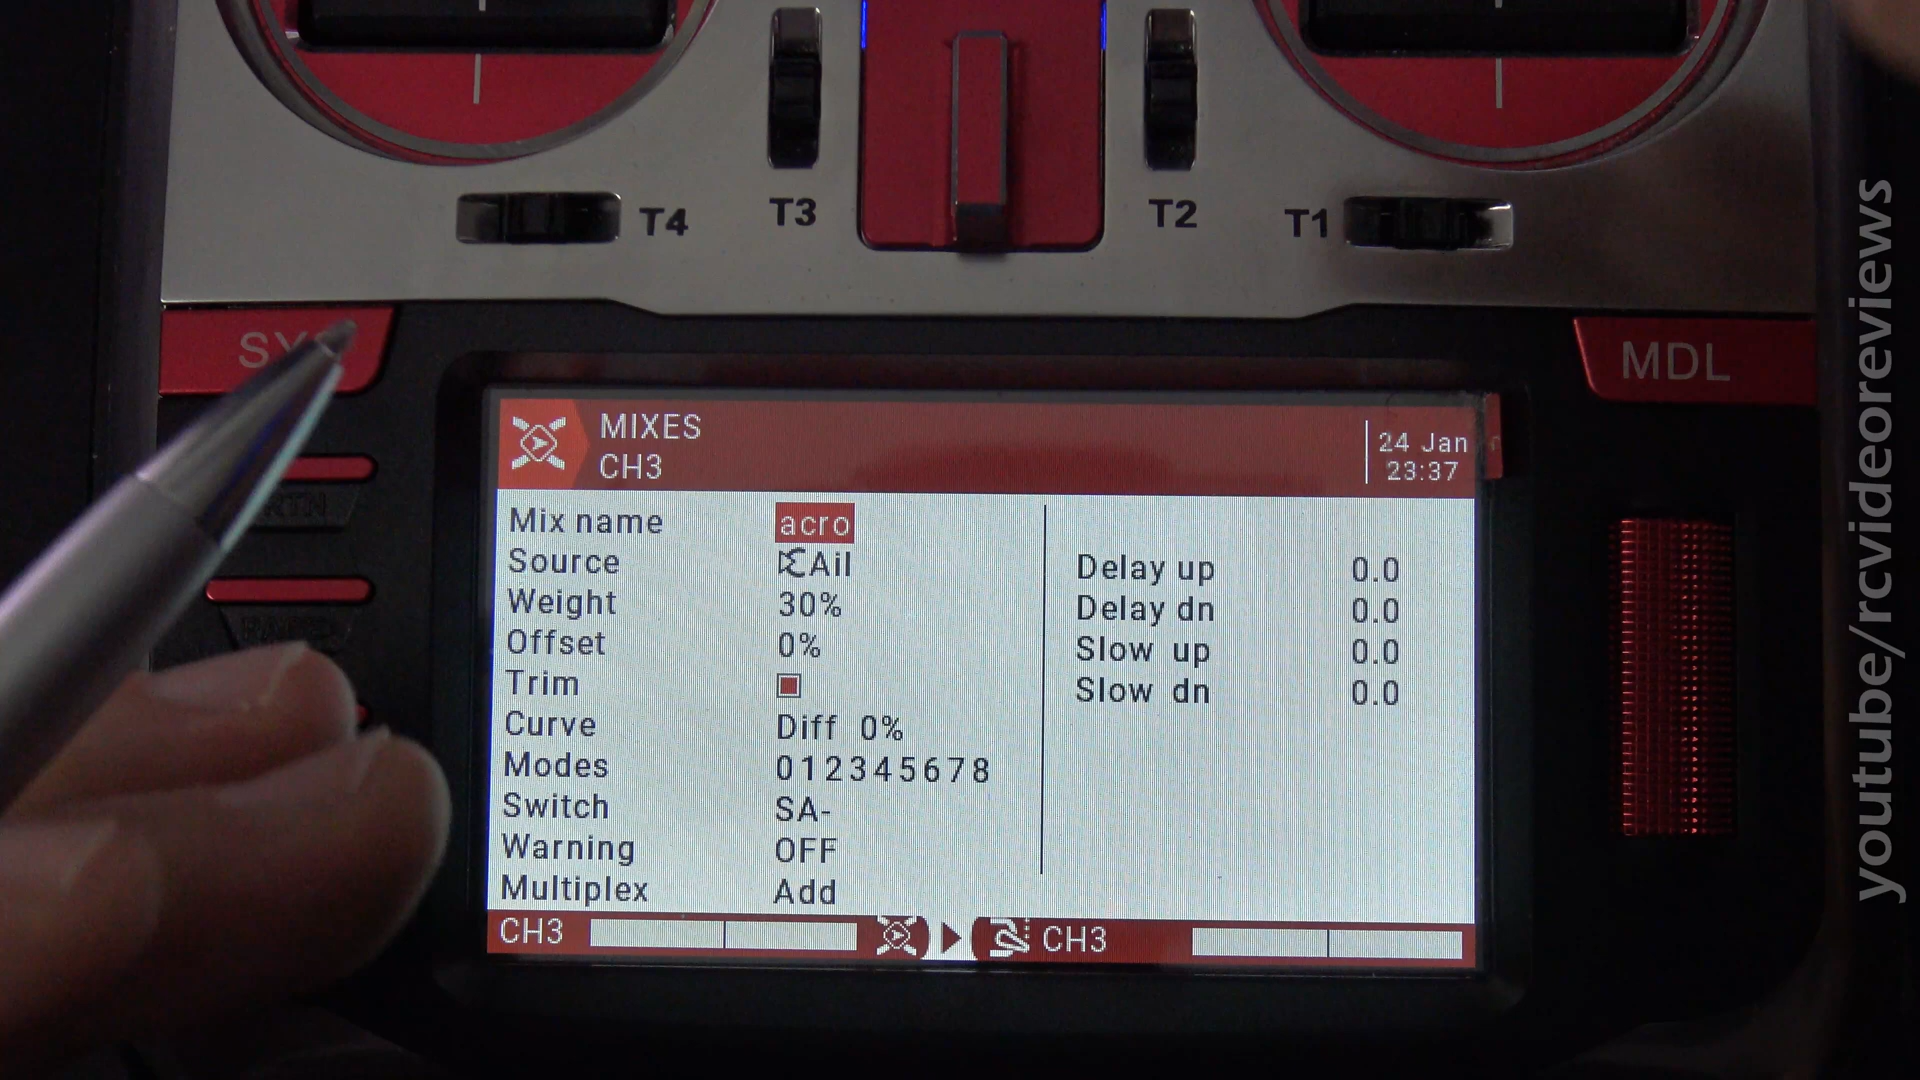 T4
T3
T2
T1
SYS
MDL
MIXES
CH3
24 Jan
23:37
Mix name acro
Source Ail
Weight 30%
Offset 0%
Trim
Curve Diff 0%
Modes 012345678
Switch SA-
Warning OFF
Multiplex Add
Delay up 0.0
Delay dn 0.0
Slow up 0.0
Slow dn 0.0
CH3
CH3
RTN
youtube/rcvideoreviews